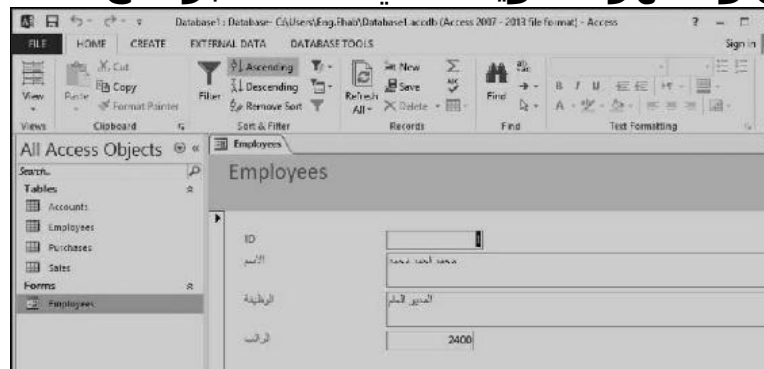 Database1 : Database- C:\Users\Eng.Ehab\Database1.accdb (Access 2007 - 2013 file format) - Access
FILE HOME CREATE EXTERNAL DATA DATABASE TOOLS Sign in
View
Paste
Cut
Copy
Format Painter
Filter
Ascending
Descending
Remove Sort
Refresh All
New
Save
Delete
Find
B I U
A
Views Clipboard Sort & Filter Records Find Text Formatting
All Access Objects
Search...
Tables
Accounts
Employees
Purchases
Sales
Forms
Employees
Employees
Employees
ID 1
الاسم محمد أحمد محمد
الوظيفة المدير العام
الراتب 2400